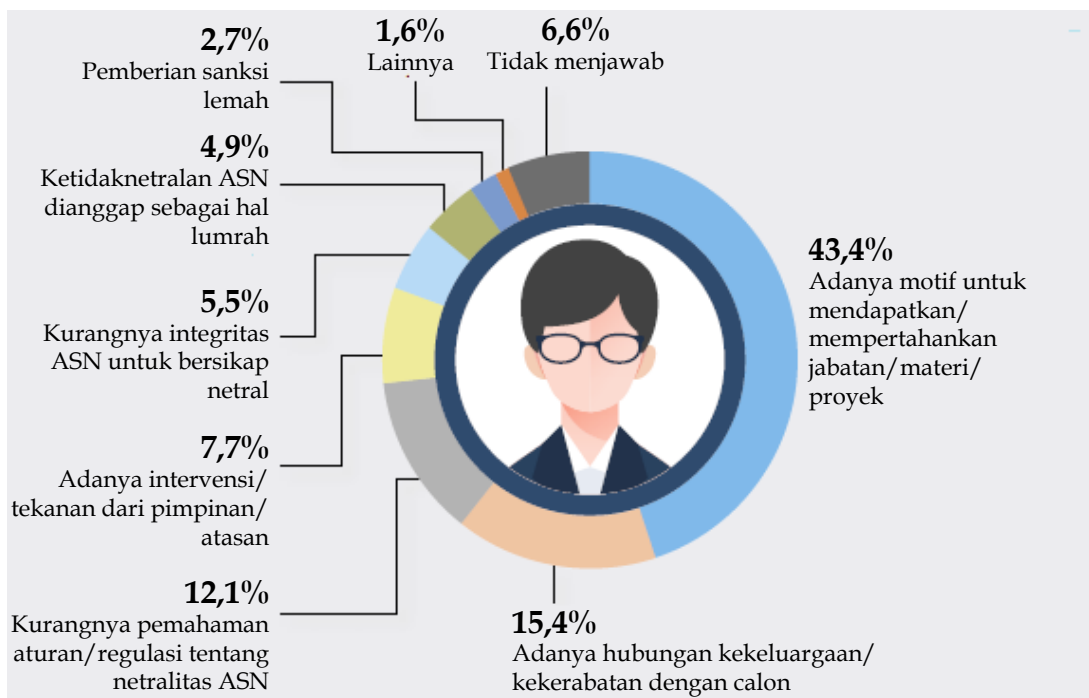 2,7%
Pemberian sanksi
lemah
1,6%
Lainnya
6,6%
Tidak menjawab
4,9%
Ketidaknetralan ASN
dianggap sebagai hal
lumrah
5,5%
Kurangnya integritas
ASN untuk bersikap
netral
7,7%
Adanya intervensi/
tekanan dari pimpinan/
atasan
12,1%
Kurangnya pemahaman
aturan/regulasi tentang
netralitas ASN
43,4%
Adanya motif untuk
mendapatkan/
mempertahankan
jabatan/materi/
proyek
15,4%
Adanya hubungan kekeluargaan/
kekerabatan dengan calon